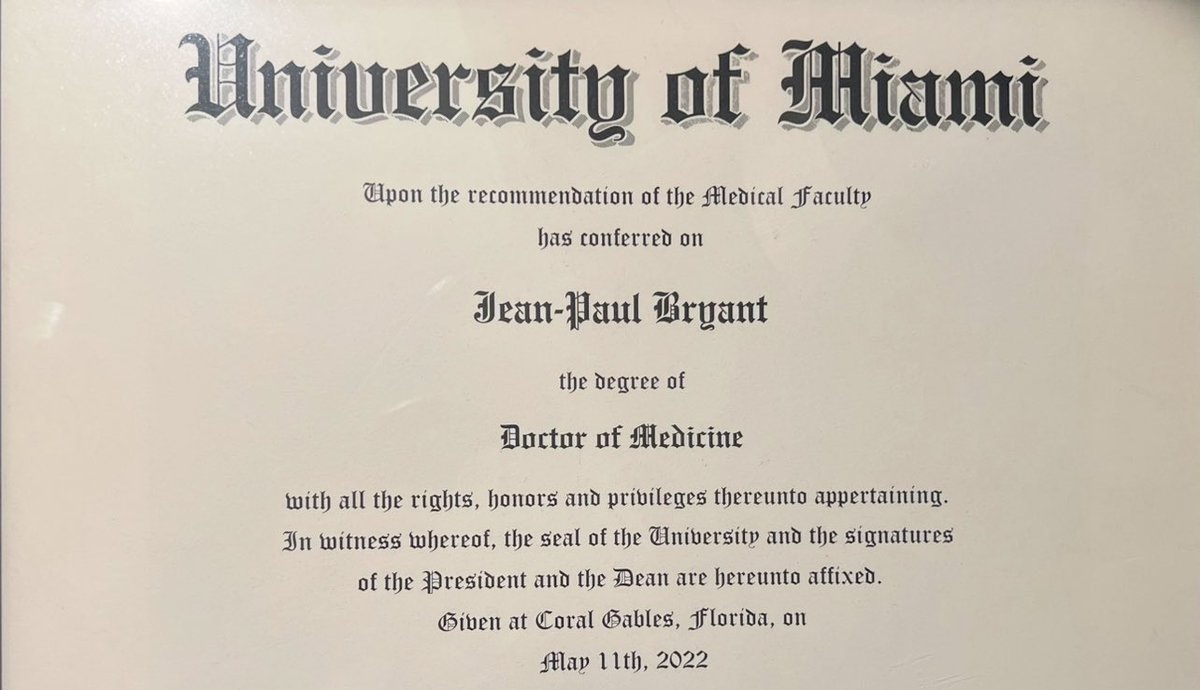 University of Miami
Upon the recommendation of the Medical Faculty
has conferred on
Jean-Paul Bryant
the degree of
Doctor of Medicine
with all the rights, honors and privileges thereunto appertaining.
In witness whereof, the seal of the University and the signatures
of the President and the Dean are hereunto affixed.
Given at Coral Gables, Florida, on
May 11th, 2022